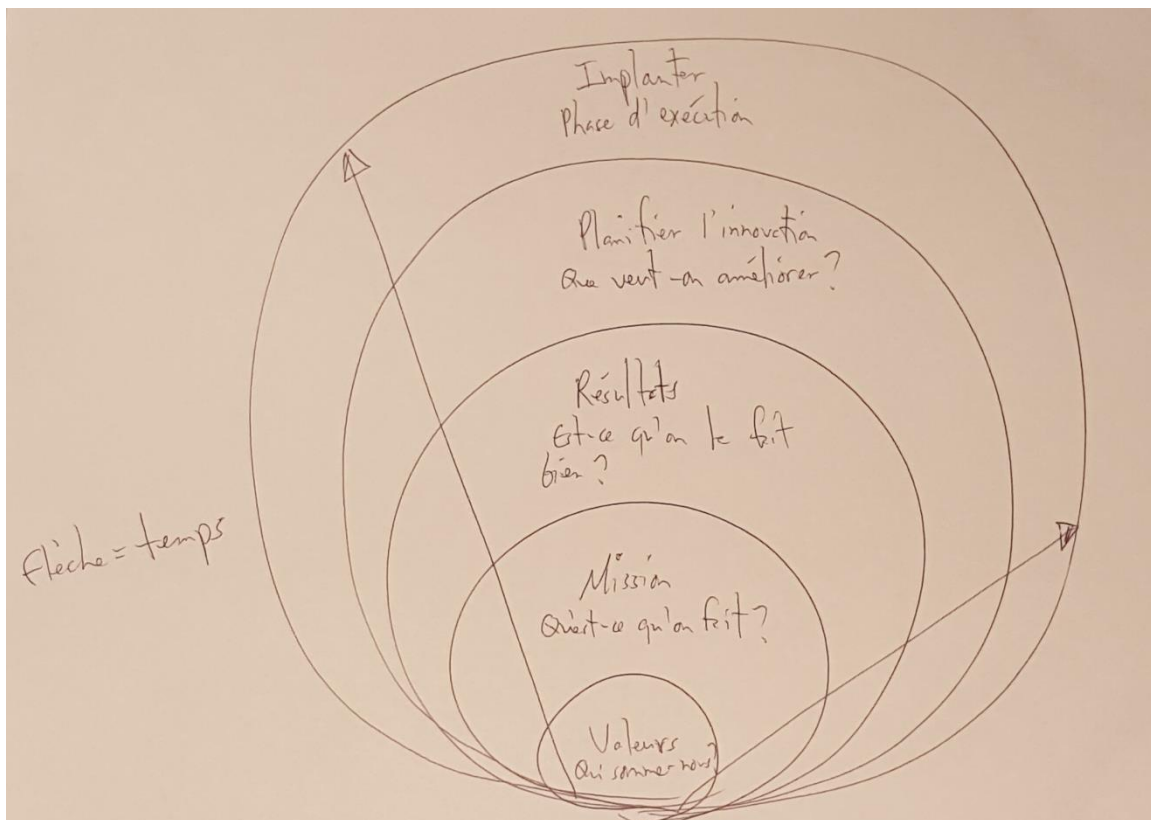 Implanter
Phase d'exécution
Planifier l'innovation
Que veut-on améliorer?
Résultats
Est-ce qu'on le fait
bien?
flèche = temps
Mission
Qu'est-ce qu'on fait?
Valeurs
Qui sommes nous?